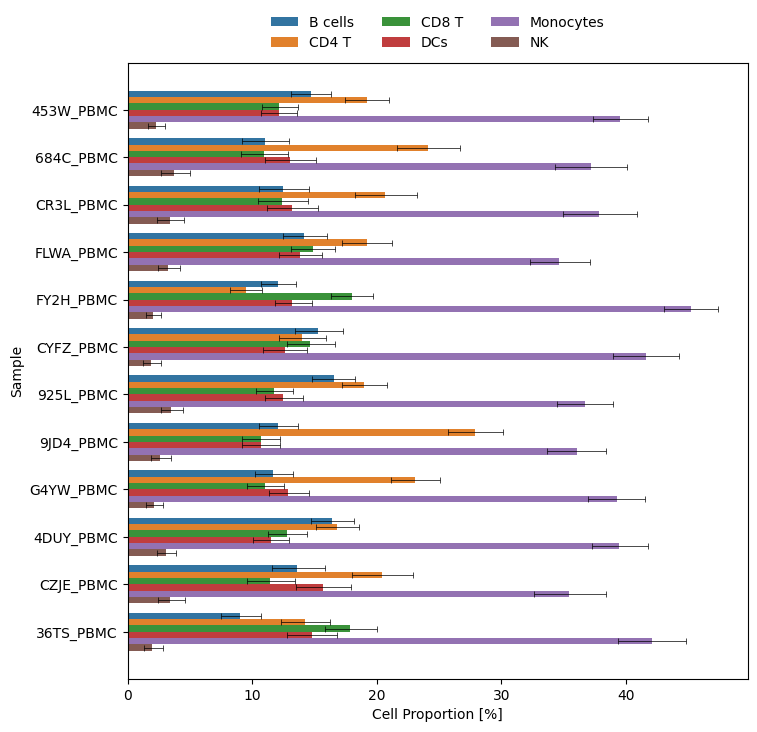 B cells CD8 T Monocytes
CD4 T DCs NK
453W_PBMC
684C_PBMC
CR3L_PBMC
FLWA_PBMC
FY2H_PBMC
CYFZ_PBMC
925L_PBMC
9JD4_PBMC
G4YW_PBMC
4DUY_PBMC
CZJE_PBMC
36TS_PBMC
Sample
0 10 20 30 40
Cell Proportion [%]